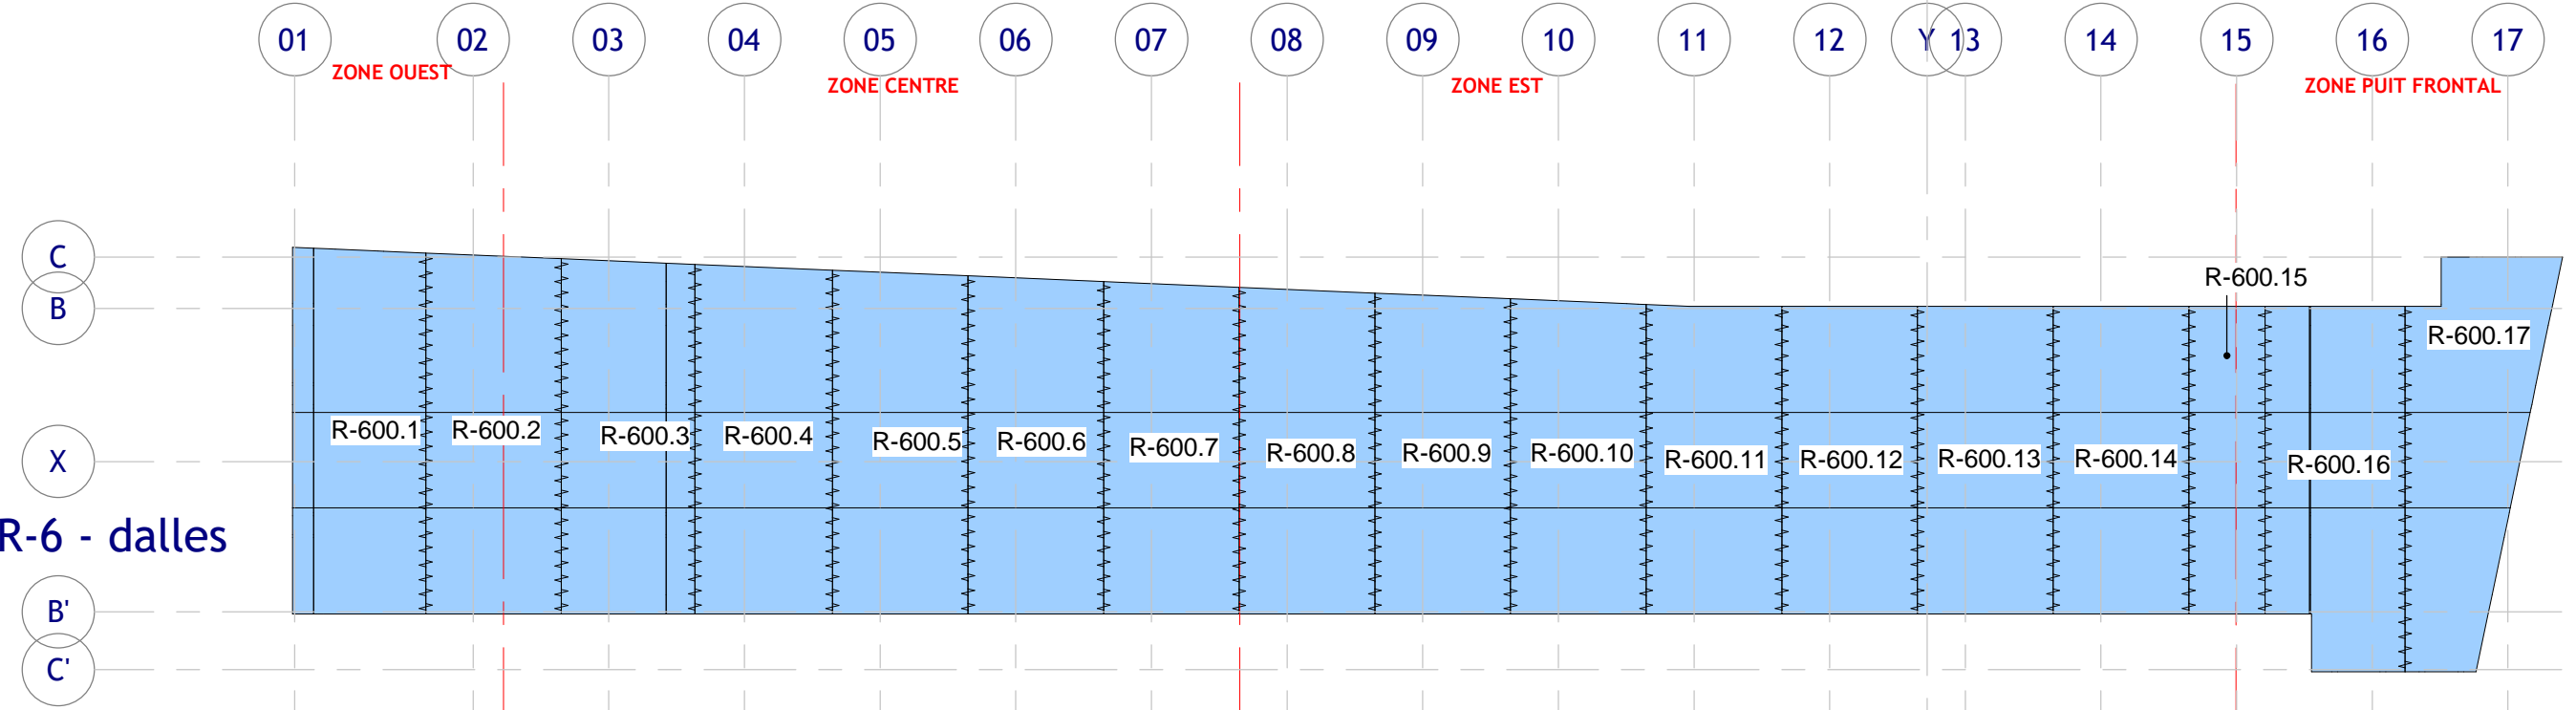 01 02 03 04 05 06 07 08 09 10 11 12 Y 13 14 15 16 17
ZONE OUEST
ZONE CENTRE ZONE EST ZONE PUIT FRONTAL
C
R-600.15
B
R-600.17
R-600.1 R-600.2 R-600.3 R-600.4 R-600.5 R-600.6 R-600.7 R-600.8 R-600.9 R-600.10 R-600.11 R-600.12 R-600.13 R-600.14 R-600.16
X
R-6 - dalles
B'
C'